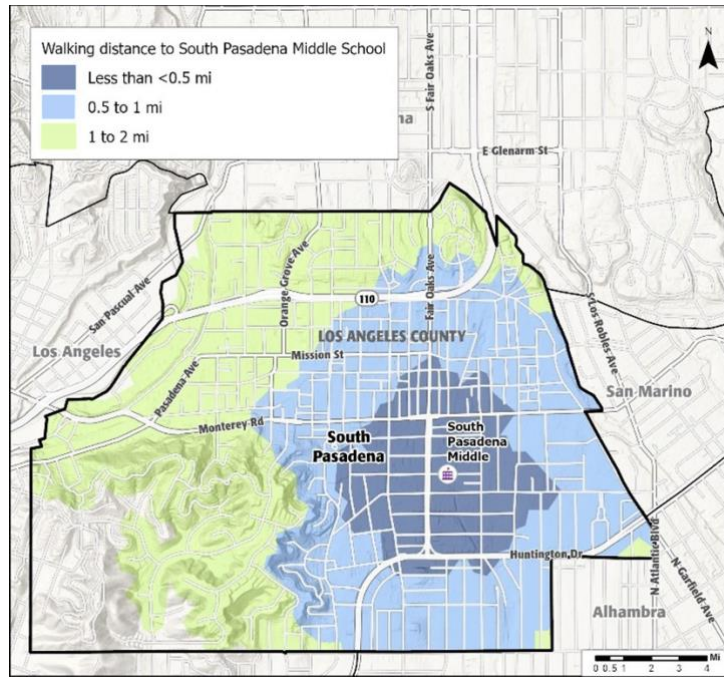 Walking distance to South Pasadena Middle School
Less than <0.5 mi
0.5 to 1 mi
1 to 2 mi
N
S Fair Oaks Ave
na
E Glenarm St
San Pascual Ave
Orange Grove Ave
110
Fair Oaks Ave
S Los Robles Ave
Los Angeles
LOS ANGELES COUNTY
Mission St
Pasadena Ave
San Marino
Monterey Rd
South
Pasadena
South
Pasadena
Middle
Huntington Dr
N Atlantic Blvd
N Garfield Ave
Alhambra
Mi
0 0.5 1 2 3 4